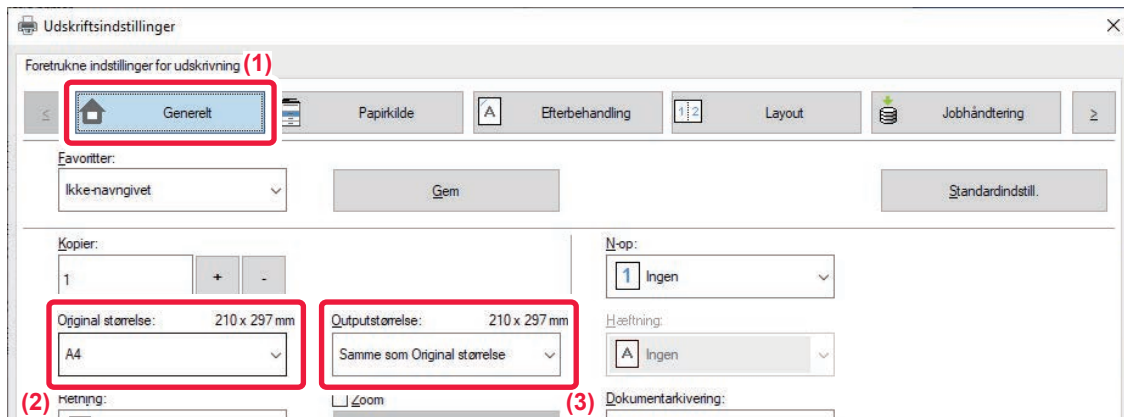 Udskriftsindstillinger
Foretrukne indstillinger for udskrivning (1)
< Generelt Papirkilde Efterbehandling Layout Jobhåndtering >
Favoritter:
Ikke-navngivet Gem Standardindstill.
Kopier: N-op:
1 + - 1 Ingen
Original størrelse: 210 x 297 mm Outputstørrelse: 210 x 297 mm Hæftning:
A4 Samme som Original størrelse A Ingen
(2) Retning: Zoom (3) Dokumentarkivering: